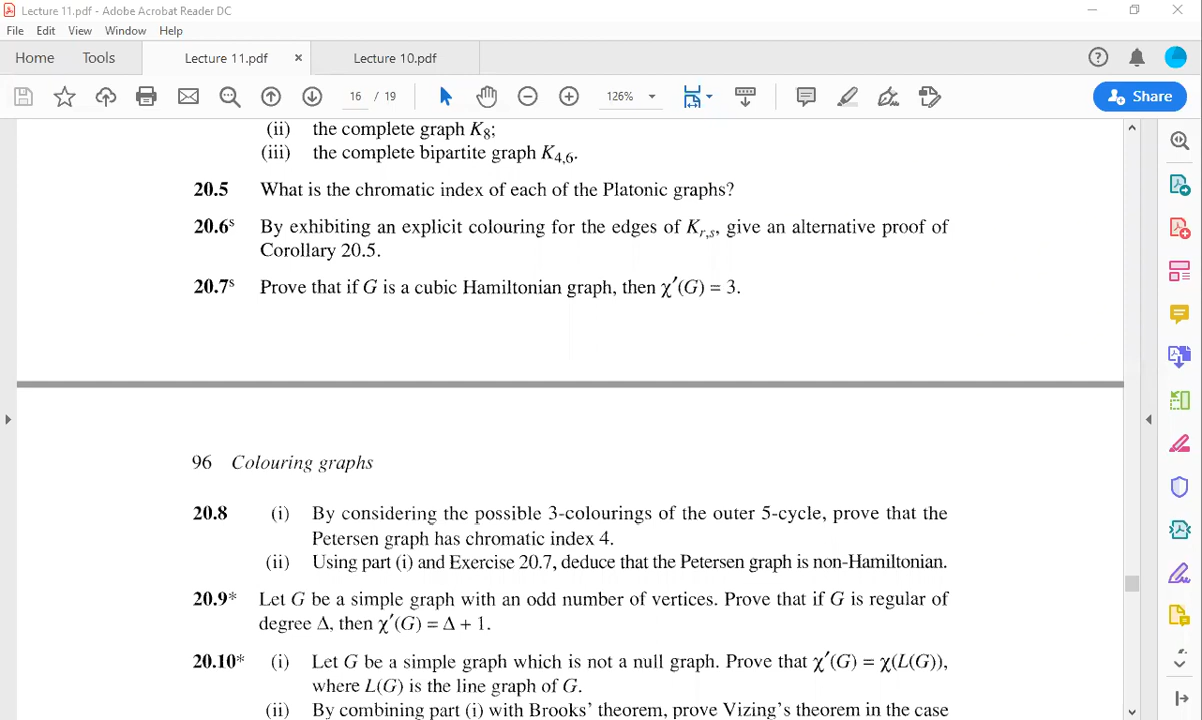 Lecture 11.pdf - Adobe Acrobat Reader DC
File Edit View Window Help
Home Tools Lecture 11.pdf × Lecture 10.pdf
16 / 19 126% Share
(ii) the complete graph K₈;
(iii) the complete bipartite graph K₄,₆.
20.5 What is the chromatic index of each of the Platonic graphs?
20.6ˢ By exhibiting an explicit colouring for the edges of Kᵣ,ₛ, give an alternative proof of
Corollary 20.5.
20.7ˢ Prove that if G is a cubic Hamiltonian graph, then χ′(G) = 3.
96 Colouring graphs
20.8 (i) By considering the possible 3-colourings of the outer 5-cycle, prove that the
Petersen graph has chromatic index 4.
(ii) Using part (i) and Exercise 20.7, deduce that the Petersen graph is non-Hamiltonian.
20.9* Let G be a simple graph with an odd number of vertices. Prove that if G is regular of
degree Δ, then χ′(G) = Δ + 1.
20.10* (i) Let G be a simple graph which is not a null graph. Prove that χ′(G) = χ(L(G)),
where L(G) is the line graph of G.
(ii) By combining part (i) with Brooks' theorem, prove Vizing's theorem in the case